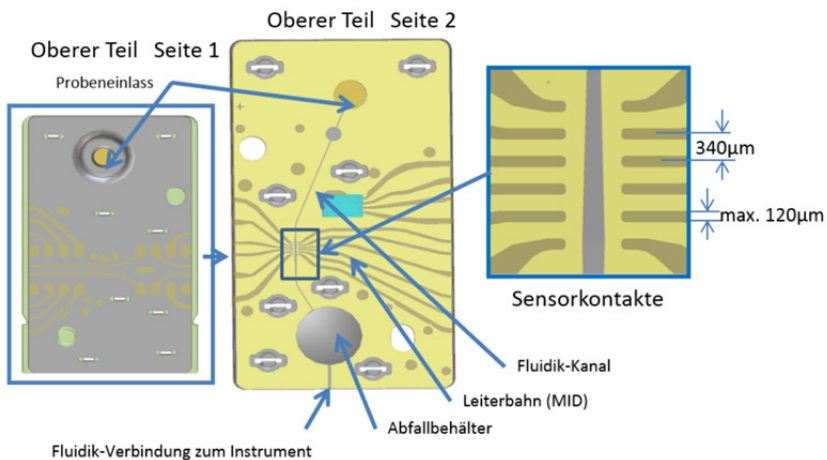 Oberer Teil   Seite 2
Oberer Teil   Seite 1
Probeneinlass
340µm
max. 120µm
Sensorkontakte
Fluidik-Kanal
Leiterbahn (MID)
Abfallbehälter
Fluidik-Verbindung zum Instrument